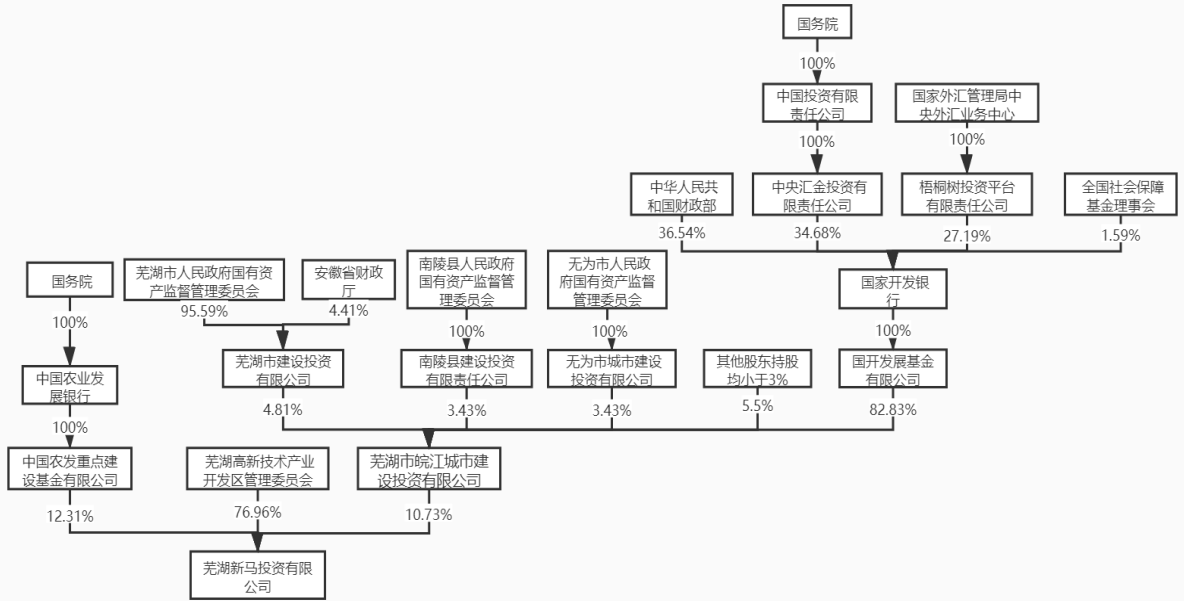 国务院
100%
中国投资有限
责任公司
国家外汇管理局中
央外汇业务中心
100%
100%
中华人民共
和国财政部
中央汇金投资有
限责任公司
梧桐树投资平台
有限责任公司
全国社会保障
基金理事会
36.54%
34.68%
27.19%
1.59%
国务院
芜湖市人民政府国有资
产监督管理委员会
安徽省财政
厅
南陵县人民政府
国有资产监督管
理委员会
无为市人民政
府国有资产监督
管理委员会
国家开发银
行
95.59%
4.41%
100%
100%
100%
100%
中国农业发
展银行
芜湖市建设投资
有限公司
南陵县建设投资
有限责任公司
无为市城市建设
投资有限公司
其他股东持股
均小于3%
国开发展基金
有限公司
4.81%
3.43%
3.43%
5.5%
82.83%
100%
中国农发重点建
设基金有限公司
芜湖高新技术产业
开发区管理委员会
芜湖市皖江城市建
设投资有限公司
12.31%
76.96%
10.73%
芜湖新马投资有限
公司